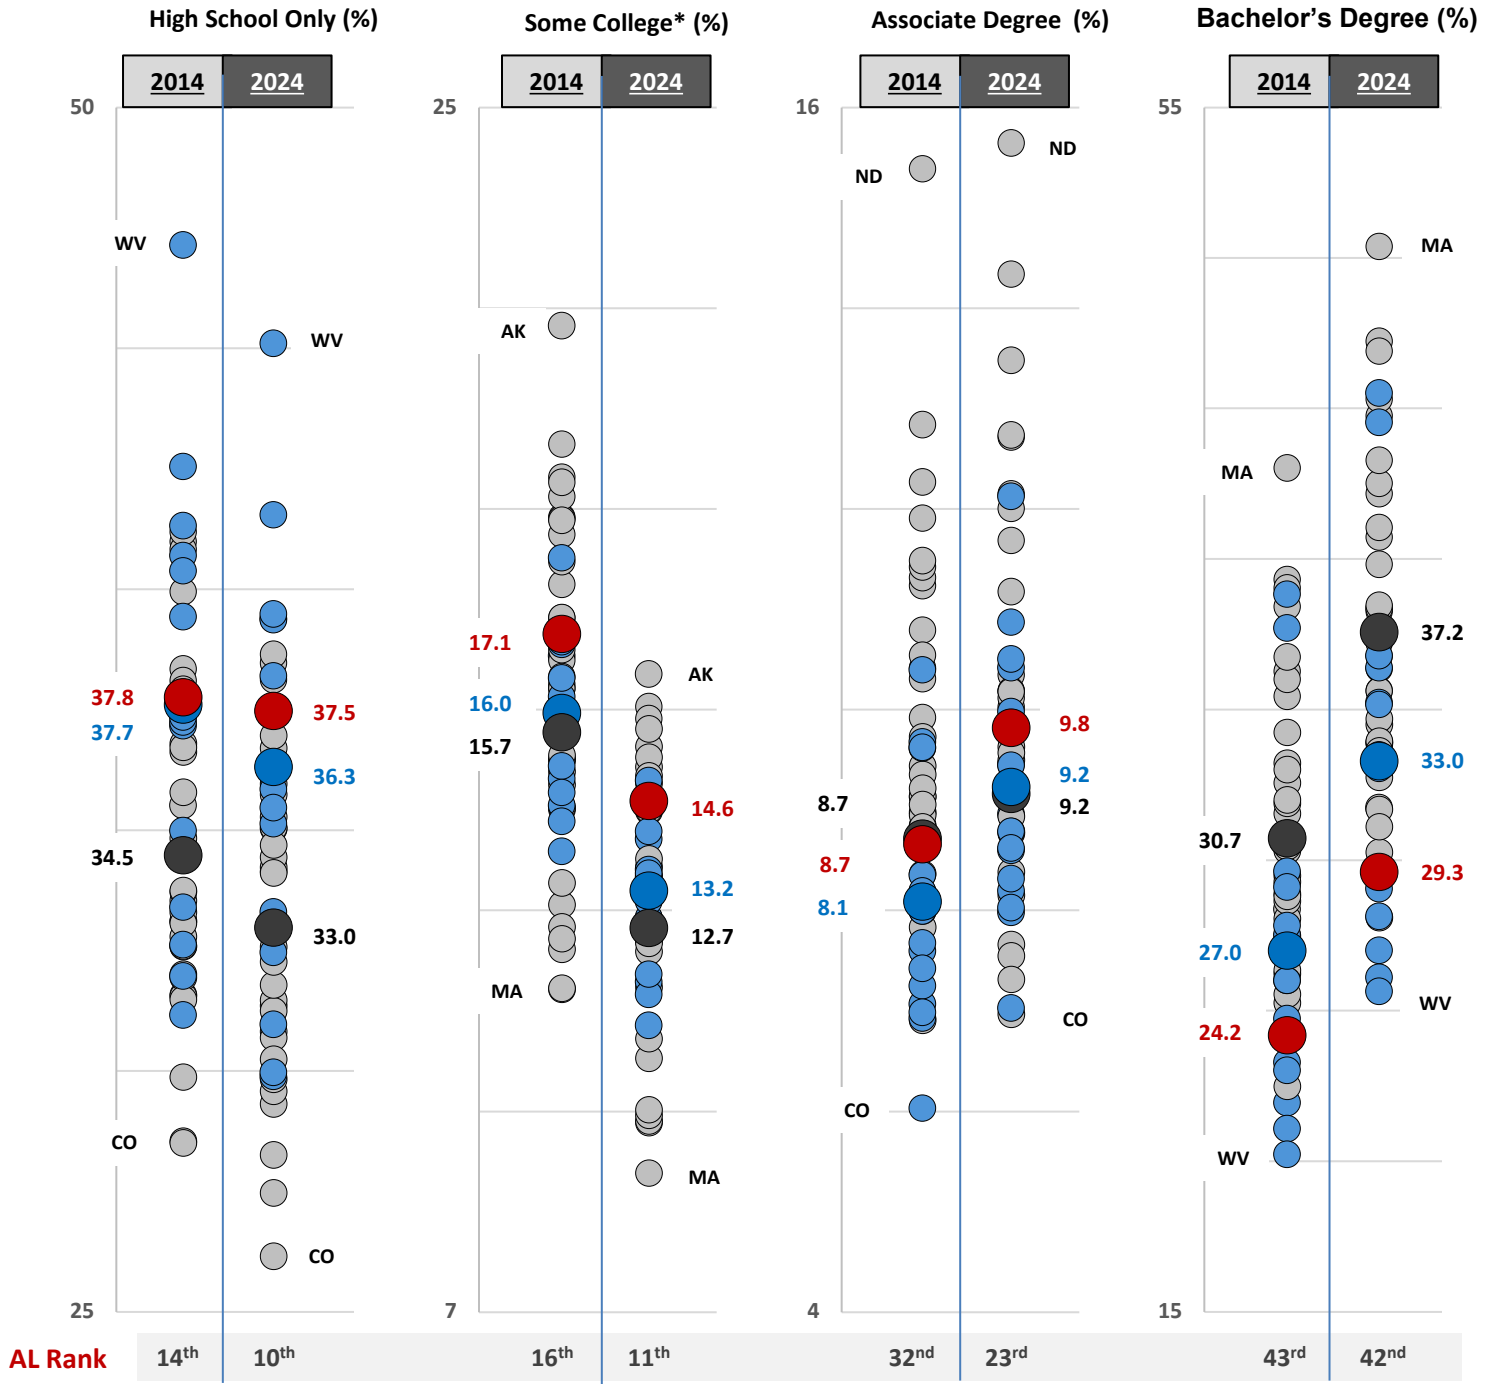 High School Only (%)
Some College* (%)
Associate Degree (%)
Bachelor's Degree (%)
2014 2024
2014 2024
2014 2024
2014 2024
50
25
16
55
ND
ND
WV
MA
AK
WV
MA
17.1
AK
37.8
16.0
37.5
9.8
37.2
37.7
15.7
36.3
9.2
33.0
8.7
14.6
9.2
30.7
34.5
8.7
29.3
13.2
8.1
33.0
12.7
27.0
MA
CO
WV
24.2
CO
CO
MA
WV
CO
25
7
4
15
AL Rank 14th 10th 16th 11th 32nd 23rd 43rd 42nd